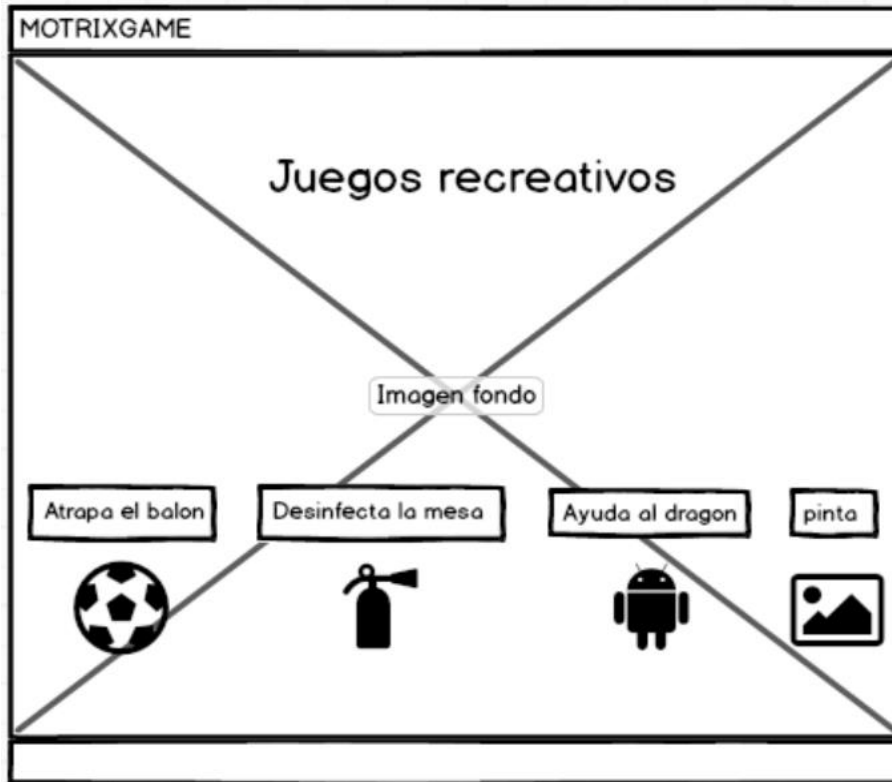 MOTRIXGAME
Juegos recreativos
Imagen fondo
Atrapa el balon
Desinfecta la mesa
Ayuda al dragon
pinta